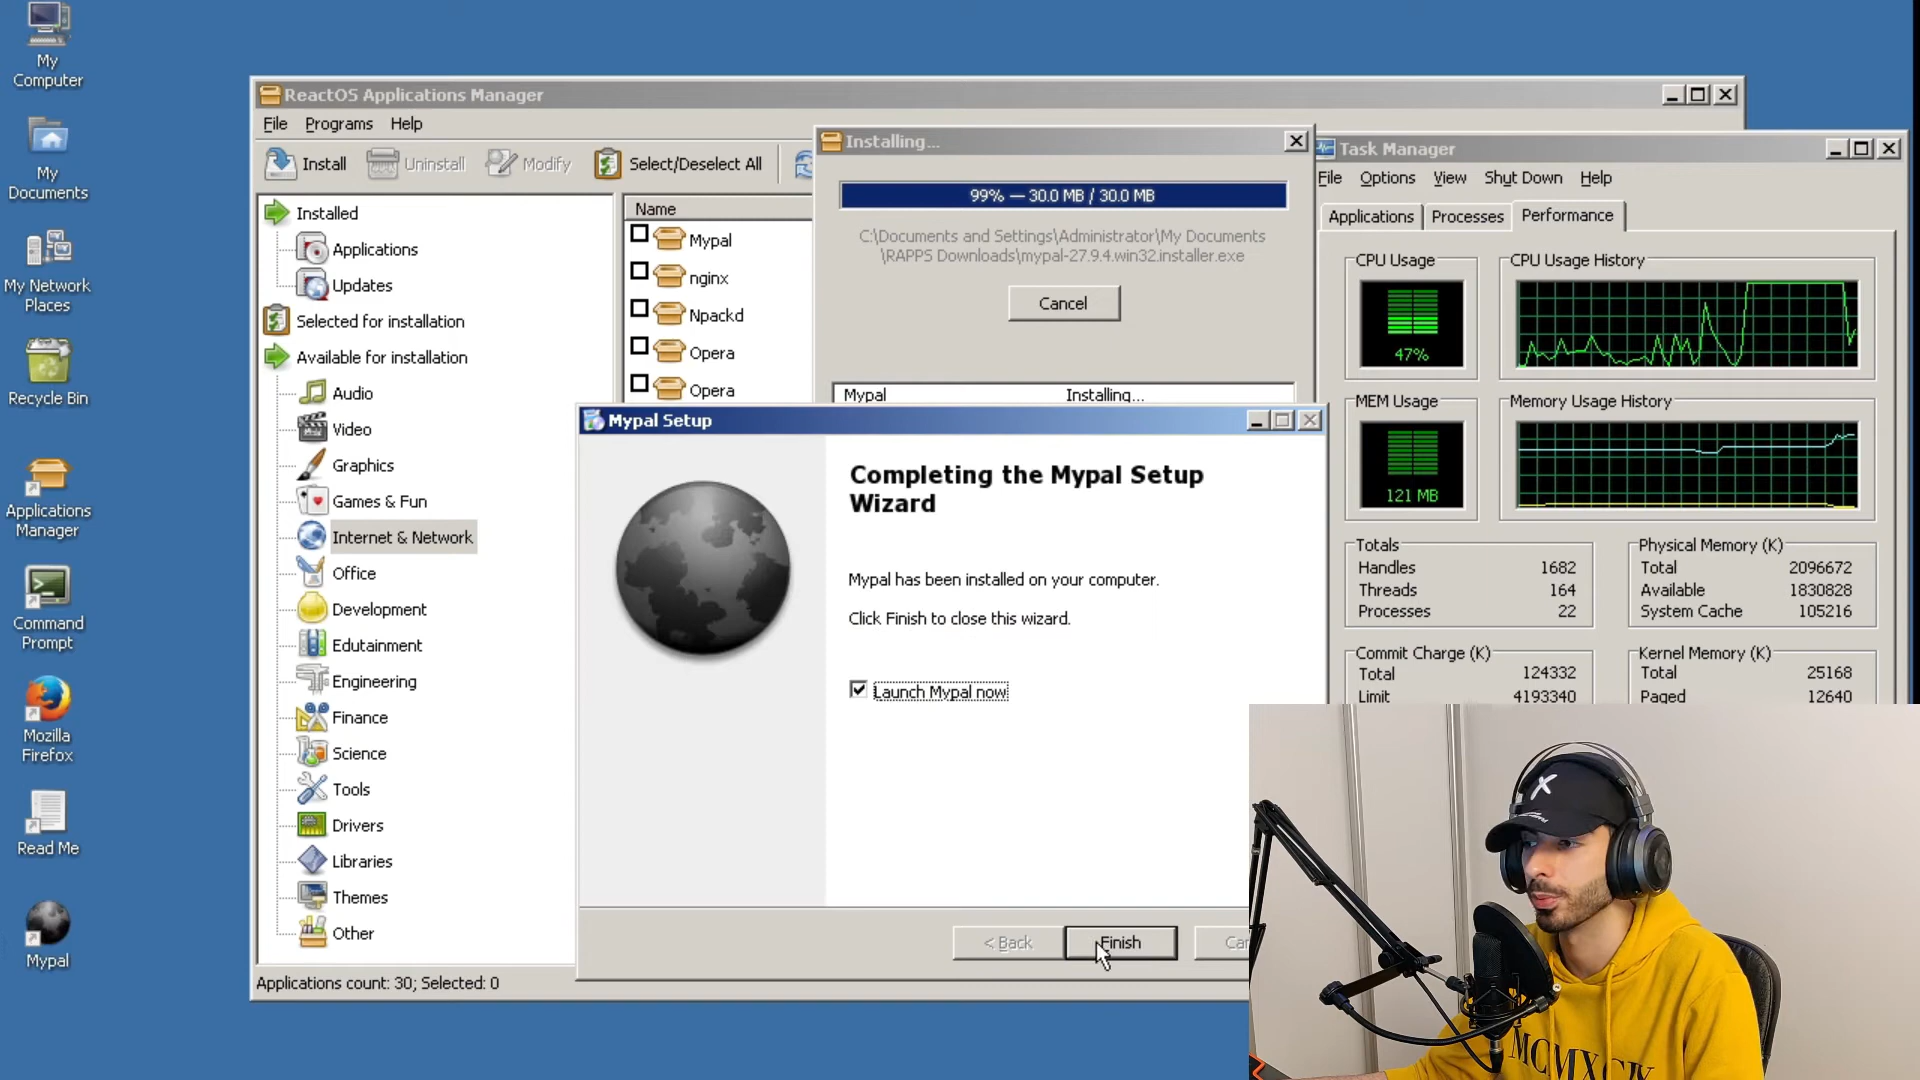 My
Computer
My
Documents
My Network
Places
Recycle Bin
Applications
Manager
Command
Prompt
Mozilla
Firefox
Read Me
Mypal
ReactOS Applications Manager
File Programs Help
Install Uninstall Modify Select/Deselect All
Installed
Applications
Updates
Selected for installation
Available for installation
Audio
Video
Graphics
Games & Fun
Internet & Network
Office
Development
Edutainment
Engineering
Finance
Science
Tools
Drivers
Libraries
Themes
Other
Applications count: 30; Selected: 0
Name
Mypal
nginx
Npackd
Opera
Opera
Installing...
99% — 30.0 MB / 30.0 MB
C:\Documents and Settings\Administrator\My Documents
\RAPPS Downloads\mypal-27.9.4.win32.installer.exe
Cancel
Mypal Installing...
Mypal Setup
Completing the Mypal Setup
Wizard
Mypal has been installed on your computer.
Click Finish to close this wizard.
Launch Mypal now
< Back Finish
Task Manager
File Options View Shut Down Help
Applications Processes Performance
CPU Usage CPU Usage History
47%
MEM Usage Memory Usage History
121 MB
Totals
Handles 1682
Threads 164
Processes 22
Physical Memory (K)
Total 2096672
Available 1830828
System Cache 105216
Commit Charge (K)
Total 124332
Limit 4193340
Kernel Memory (K)
Total 25168
Paged 12640